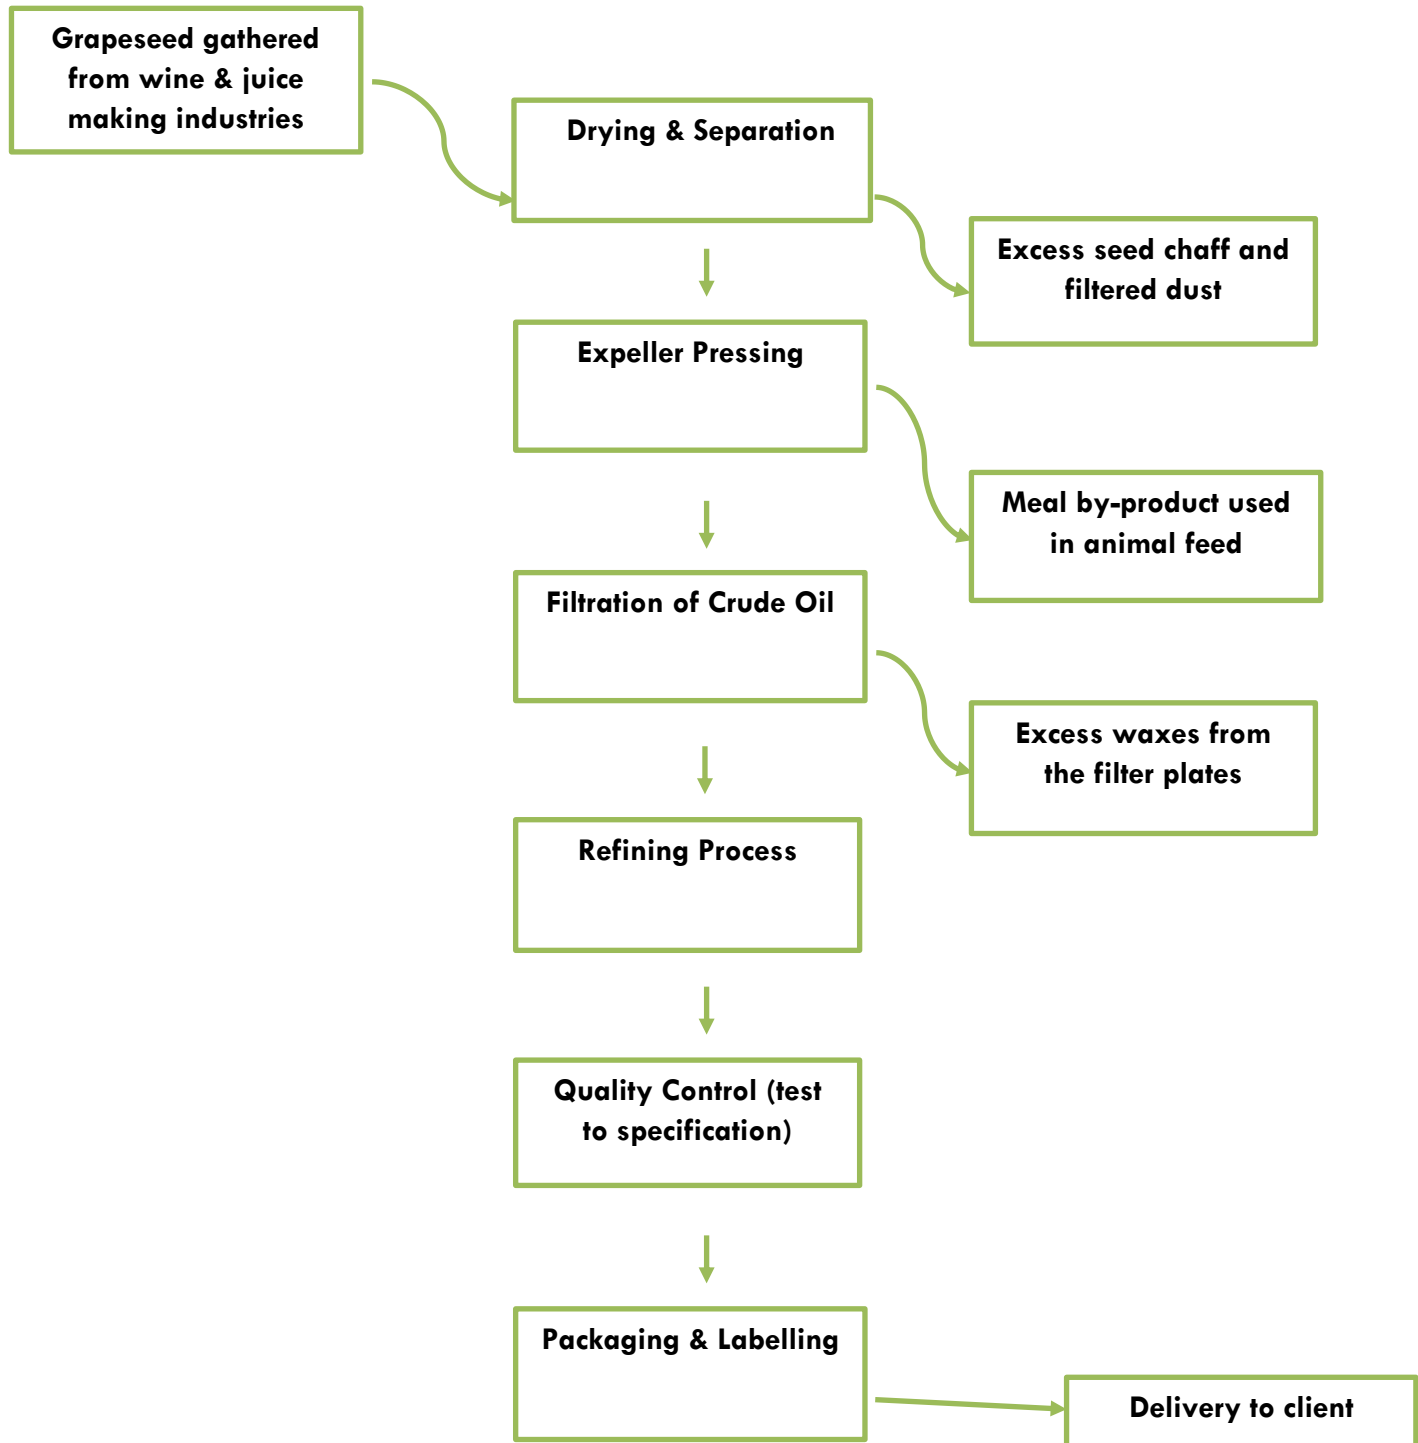 Grapeseed gathered
from wine & juice
making industries
Drying & Separation
Excess seed chaff and
filtered dust
Expeller Pressing
Meal by-product used
in animal feed
Filtration of Crude Oil
Excess waxes from
the filter plates
Refining Process
Quality Control (test
to specification)
Packaging & Labelling
Delivery to client